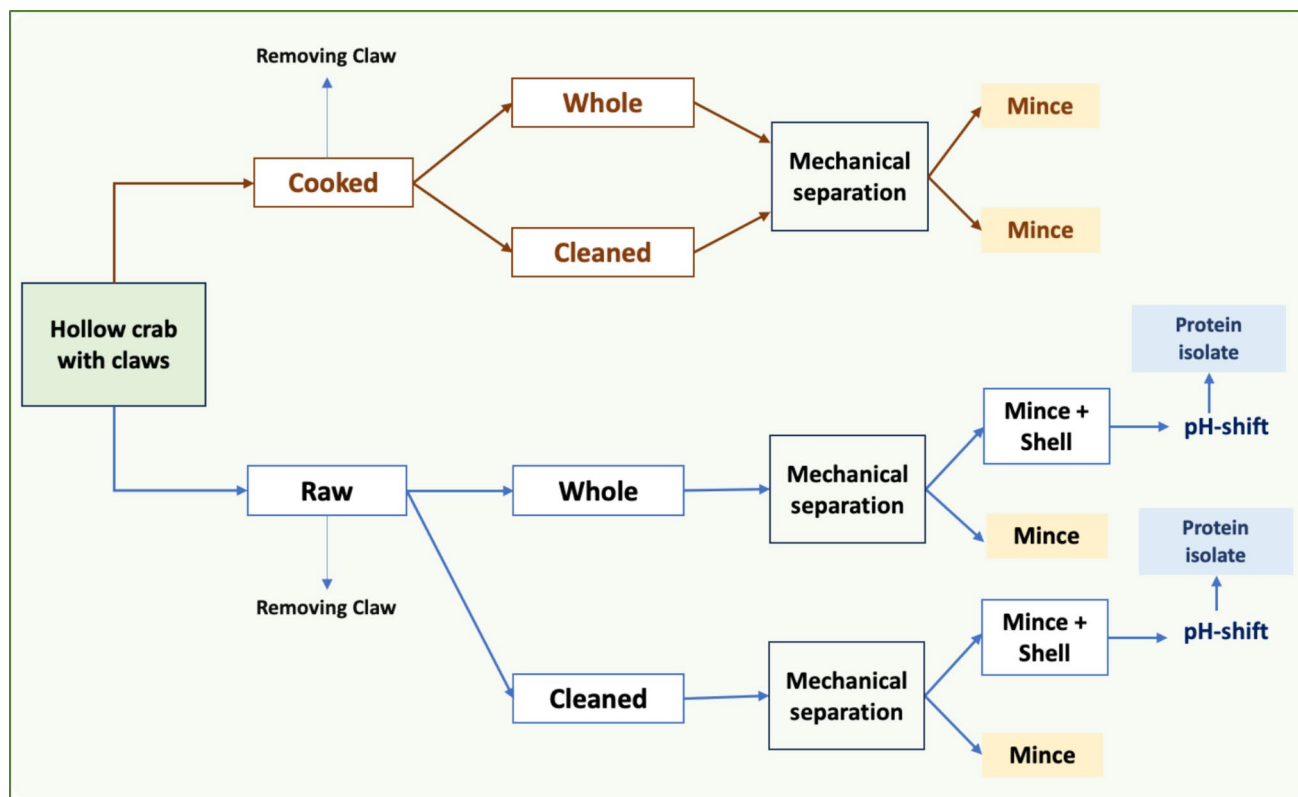 Removing Claw
Whole
Mince
Mechanical
separation
Cooked
Mince
Cleaned
Hollow crab
with claws
Protein
isolate
Mince +
Shell
pH-shift
Mechanical
separation
Raw
Whole
Mince
Protein
isolate
Removing Claw
Mince +
Shell
pH-shift
Mechanical
separation
Cleaned
Mince